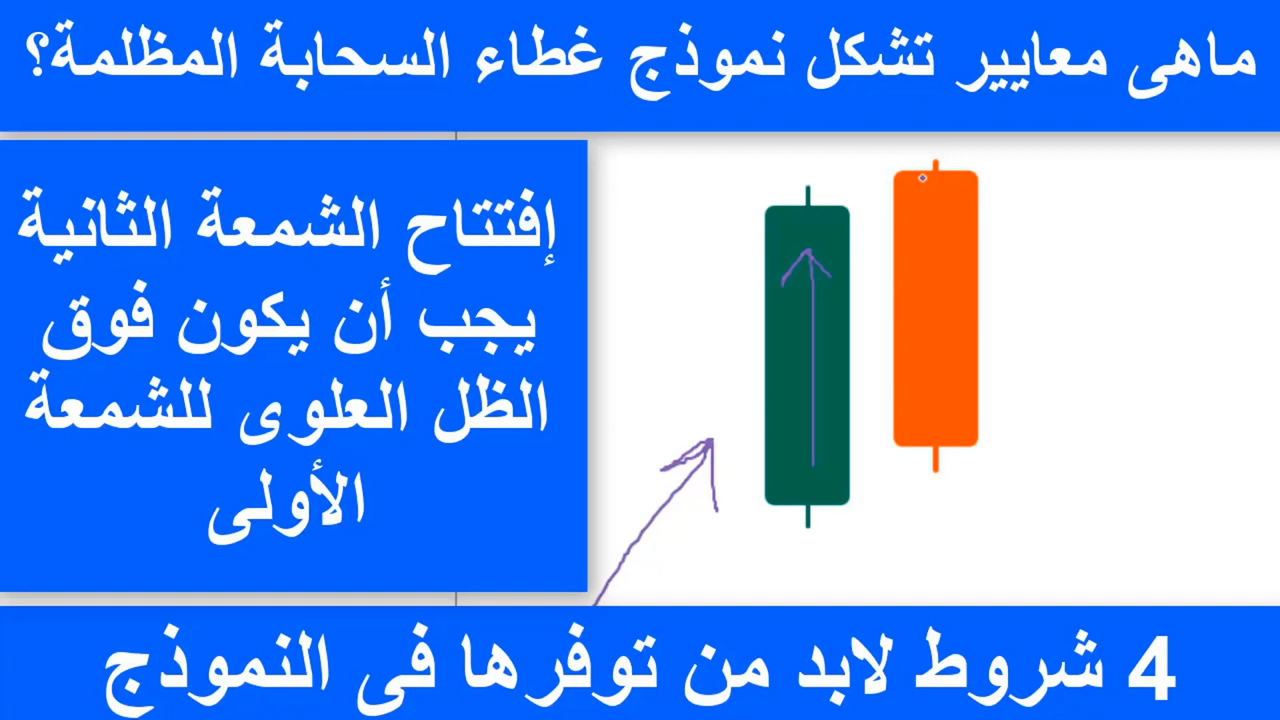 ماهى معايير تشكل نموذج غطاء السحابة المظلمة؟
إفتتاح الشمعة الثانية
يجب أن يكون فوق
الظل العلوى للشمعة
الأولى
4 شروط لابد من توفرها فى النموذج